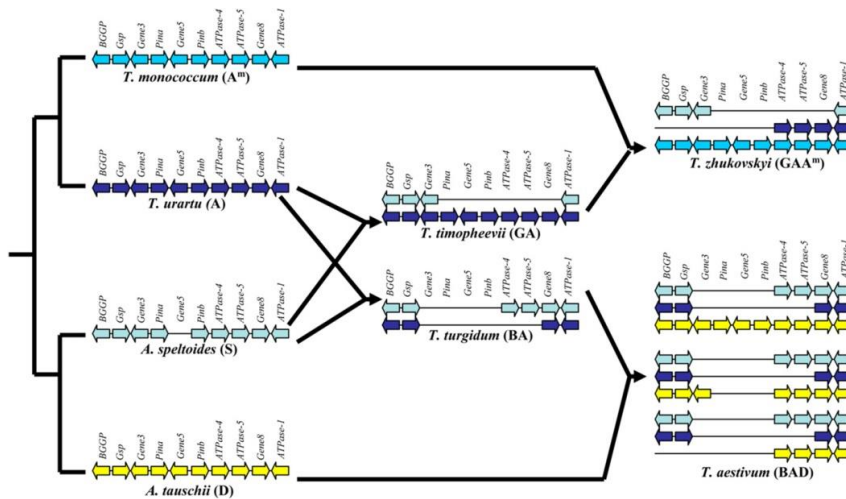 BGGP Gsp Gene3 Pina Gene5 Pinb ATPase-4 ATPase-5 Gene8 ATPase-1
T. monococcum (Aᵐ)
BGGP Gsp Gene3 Pina Gene5 Pinb ATPase-4 ATPase-5 Gene8 ATPase-1
T. urartu (A)
BGGP Gsp Gene3 Pina Gene5 Pinb ATPase-4 ATPase-5 Gene8 ATPase-1
A. speltoides (S)
BGGP Gsp Gene3 Pina Gene5 Pinb ATPase-4 ATPase-5 Gene8 ATPase-1
A. tauschii (D)
BGGP Gsp Gene3 Pina Gene5 Pinb ATPase-4 ATPase-5 Gene8 ATPase-1
T. timopheevii (GA)
BGGP Gsp Gene3 Pina Gene5 Pinb ATPase-4 ATPase-5 Gene8 ATPase-1
T. turgidum (BA)
BGGP Gsp Gene3 Pina Gene5 Pinb ATPase-4 ATPase-5 Gene8 ATPase-1
T. zhukovskyi (GAAᵐ)
BGGP Gsp Gene3 Pina Gene5 Pinb ATPase-4 ATPase-5 Gene8 ATPase-1
T. aestivum (BAD)